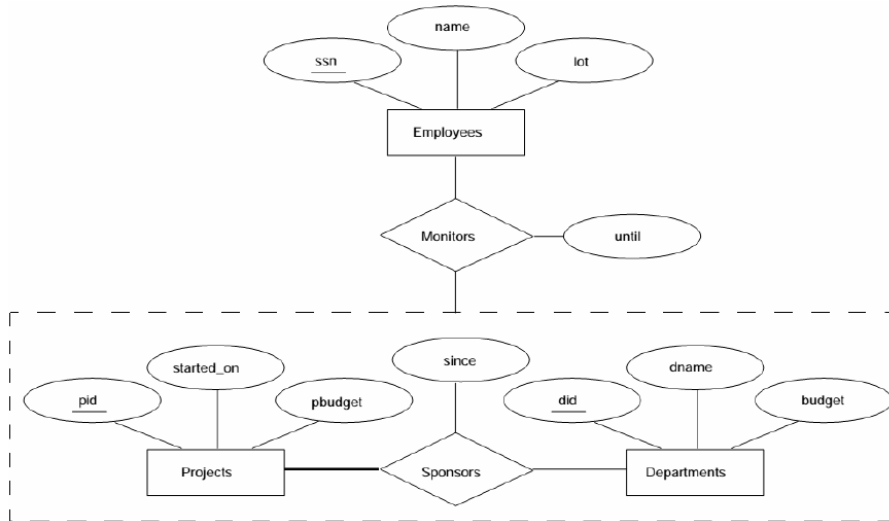 name
ssn
lot
Employees
Monitors
until
since
started_on
dname
pid
pbudget
did
budget
Projects
Sponsors
Departments